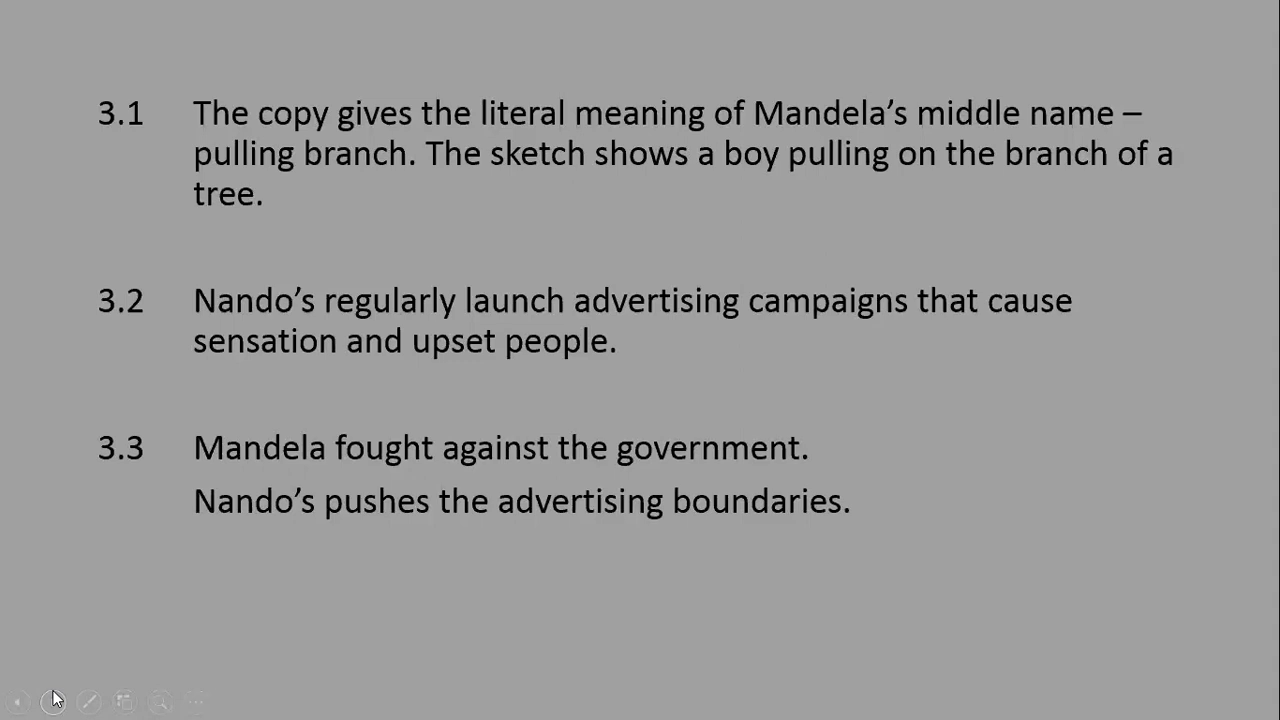 3.1 The copy gives the literal meaning of Mandela’s middle name –
pulling branch. The sketch shows a boy pulling on the branch of a
tree.
3.2 Nando’s regularly launch advertising campaigns that cause
sensation and upset people.
3.3 Mandela fought against the government.
Nando’s pushes the advertising boundaries.